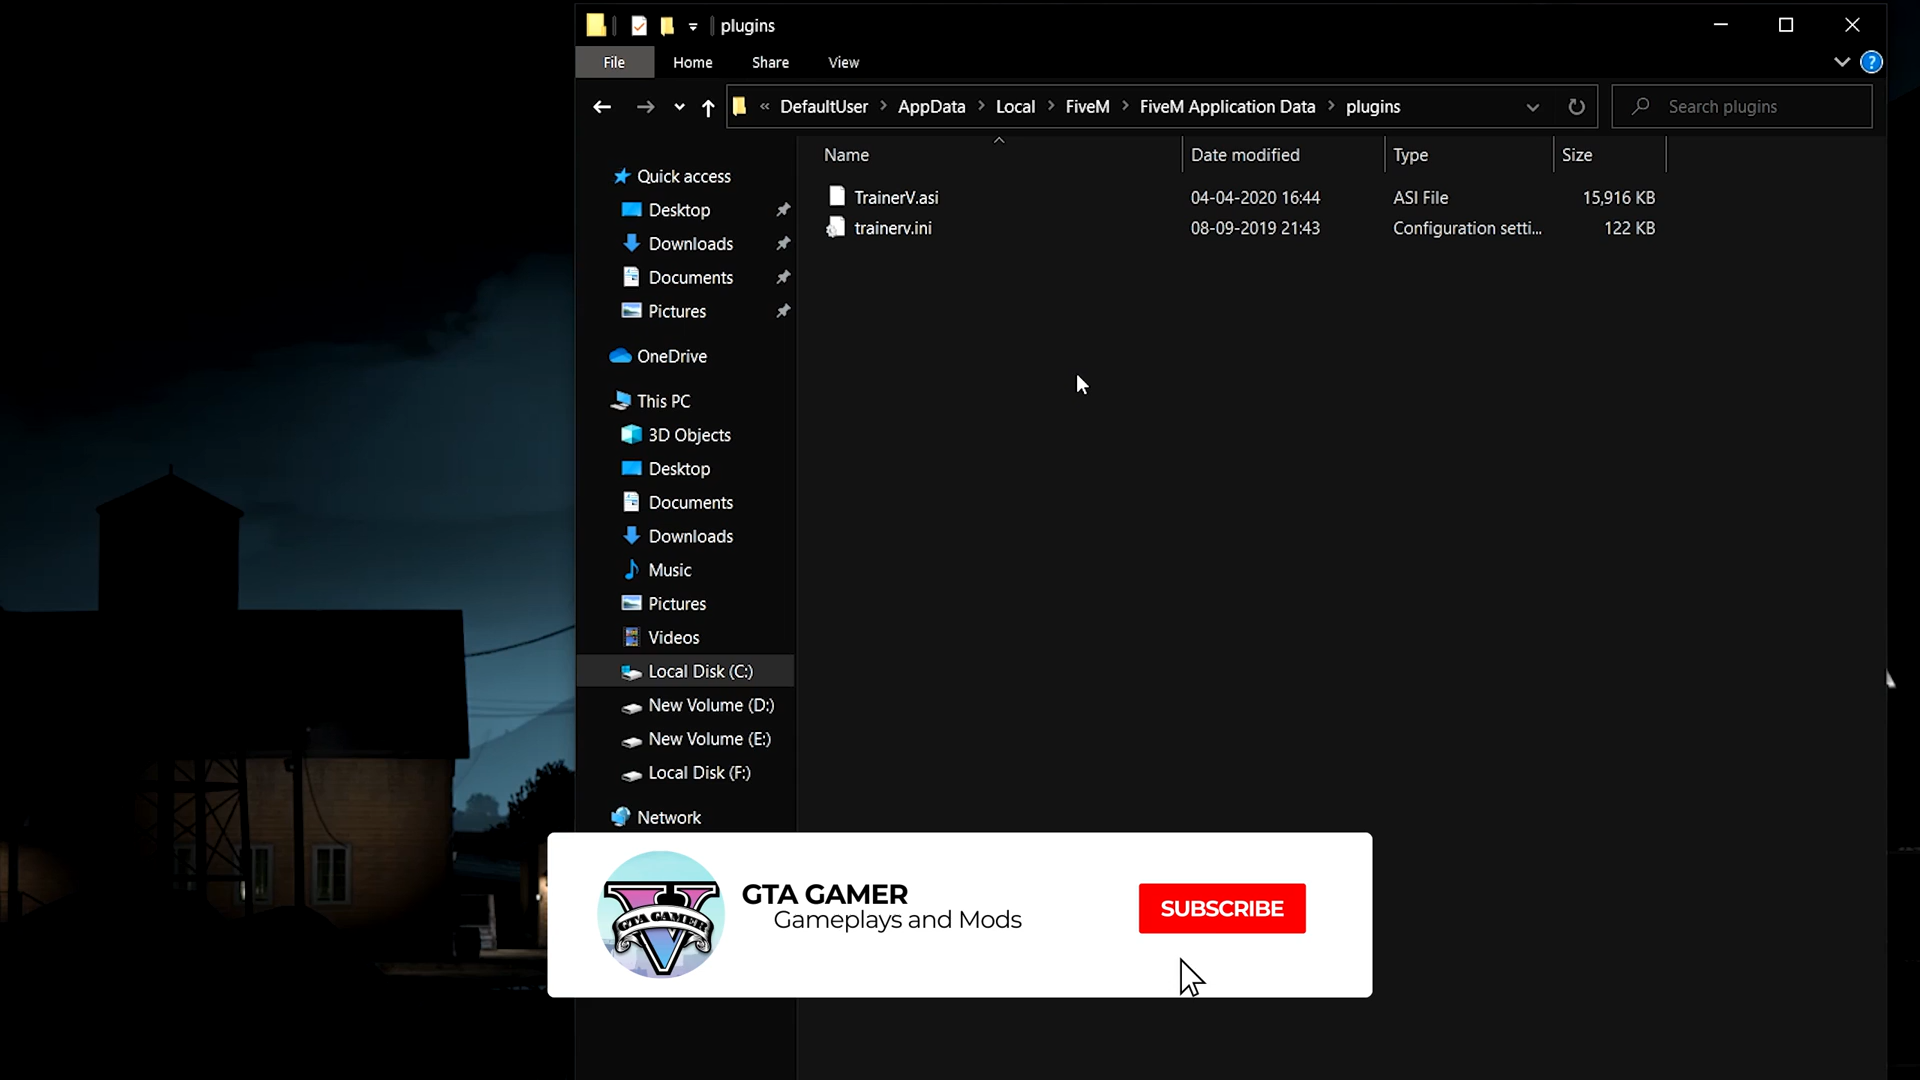 plugins
File Home Share View
« DefaultUser > AppData > Local > FiveM > FiveM Application Data > plugins
Search plugins
Name Date modified Type Size
TrainerV.asi 04-04-2020 16:44 ASI File 15,916 KB
trainerv.ini 08-09-2019 21:43 Configuration setti... 122 KB
Quick access
Desktop
Downloads
Documents
Pictures
OneDrive
This PC
3D Objects
Desktop
Documents
Downloads
Music
Pictures
Videos
Local Disk (C:)
New Volume (D:)
New Volume (E:)
Local Disk (F:)
Network
GTA GAMER
V
GTA GAMER
Gameplays and Mods
SUBSCRIBE